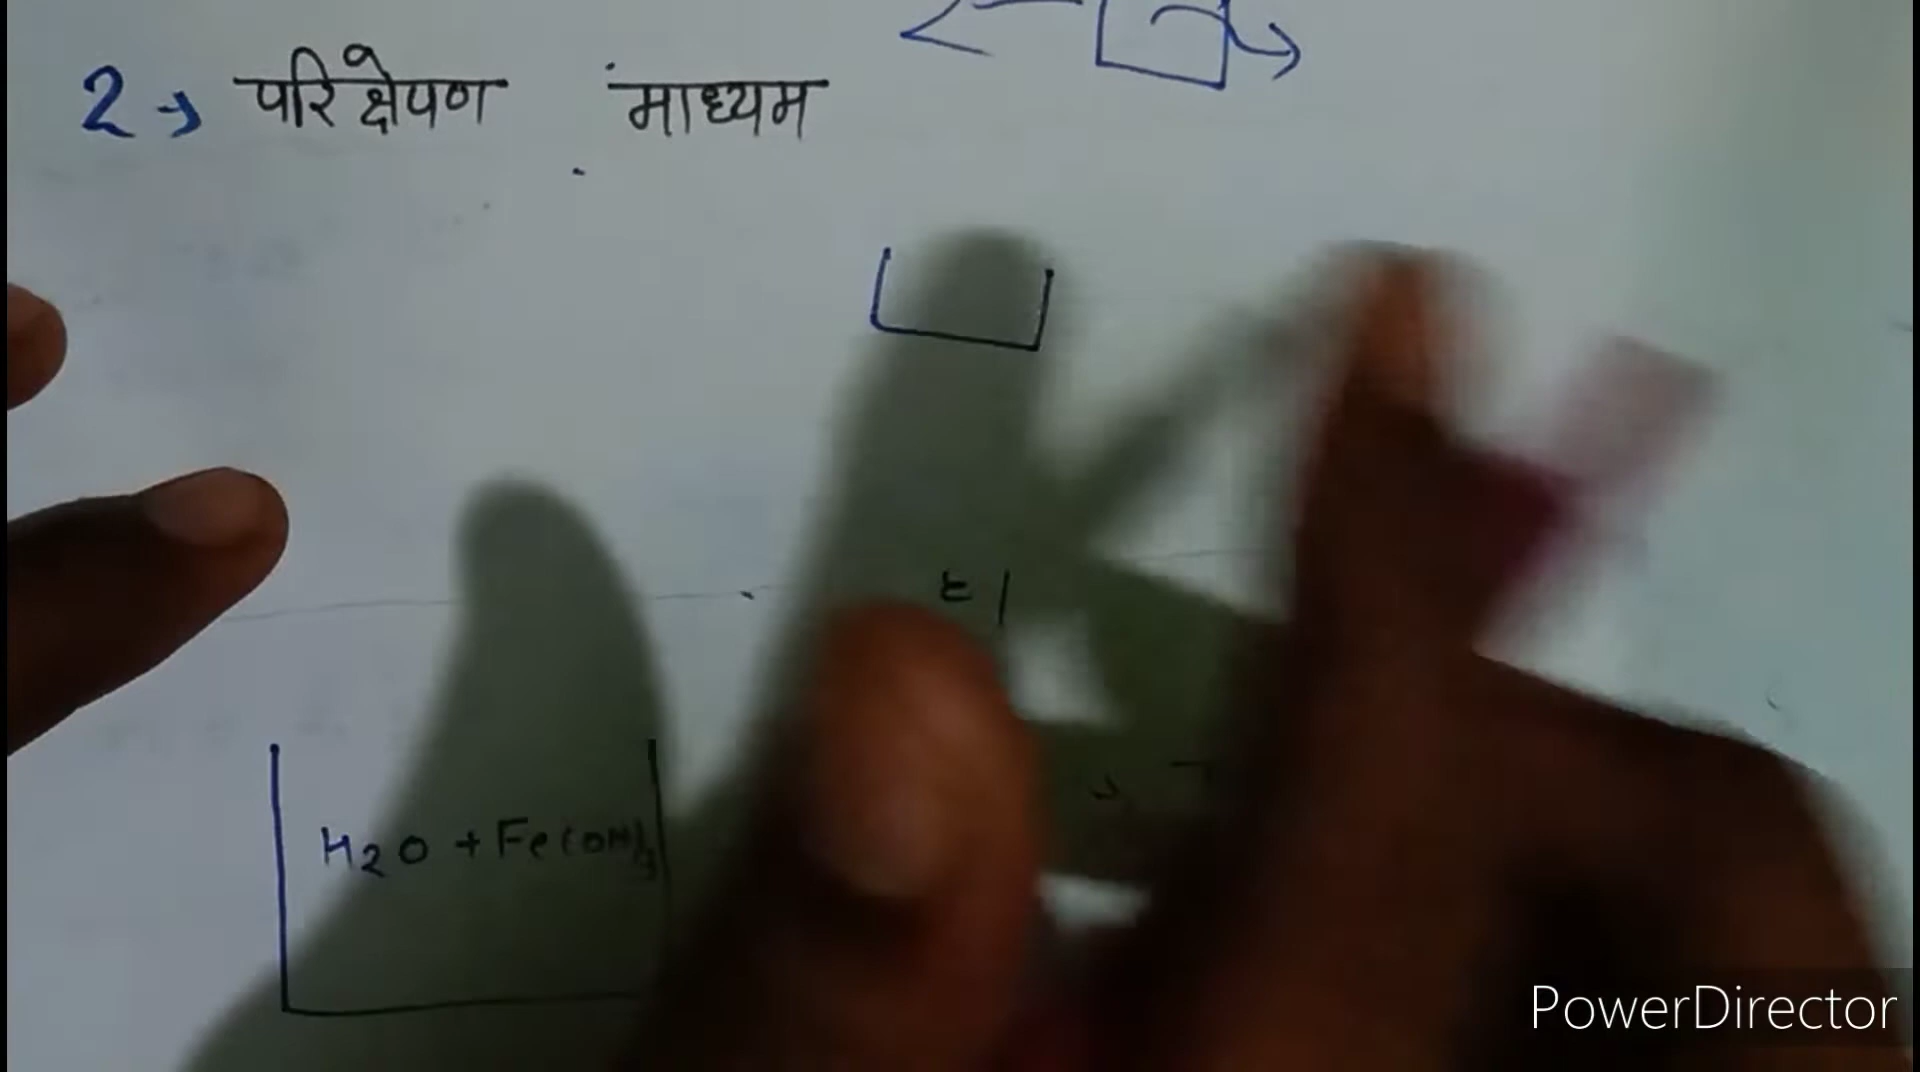 2→ परिक्षेपण माध्यम
H2O + Fe(OH)3
PowerDirector